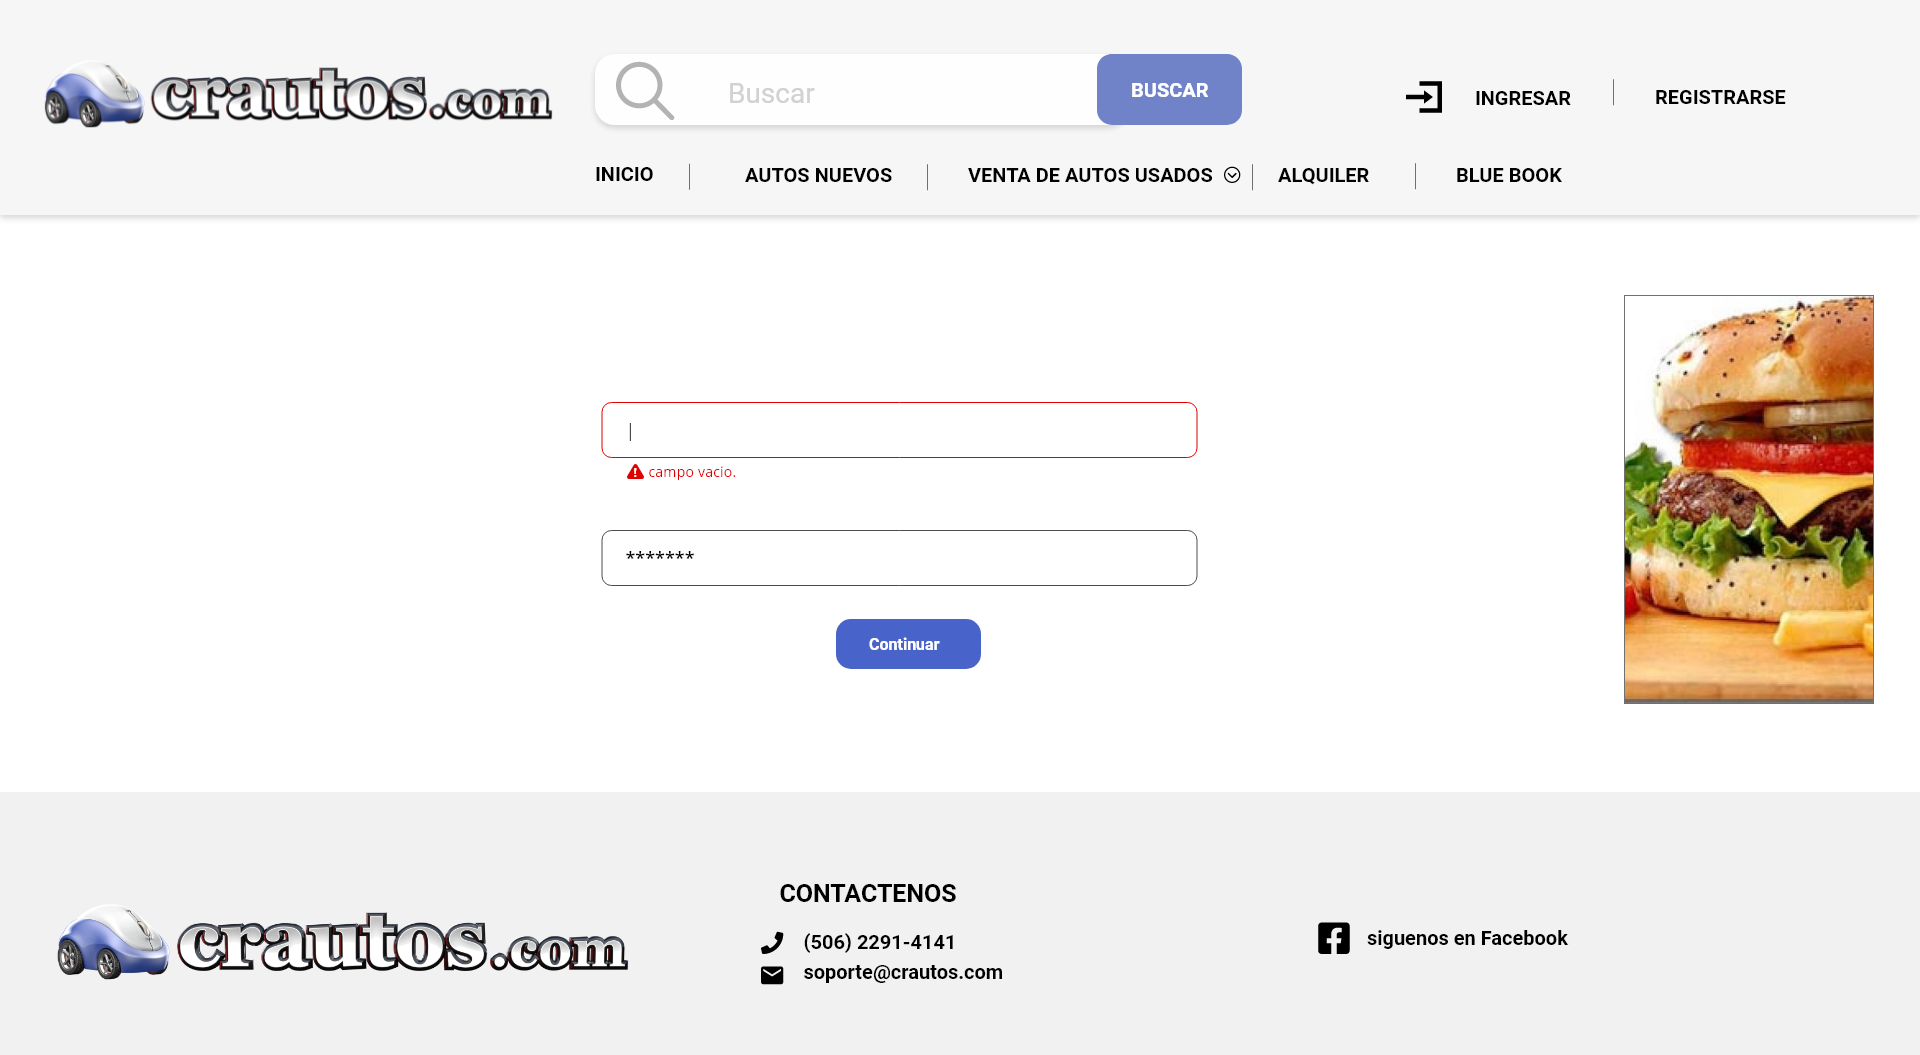 crautos.com
Buscar
BUSCAR
INGRESAR
REGISTRARSE
INICIO
AUTOS NUEVOS
VENTA DE AUTOS USADOS
ALQUILER
BLUE BOOK
campo vacio.
*******
Continuar
crautos.com
CONTACTENOS
(506) 2291-4141
soporte@crautos.com
siguenos en Facebook